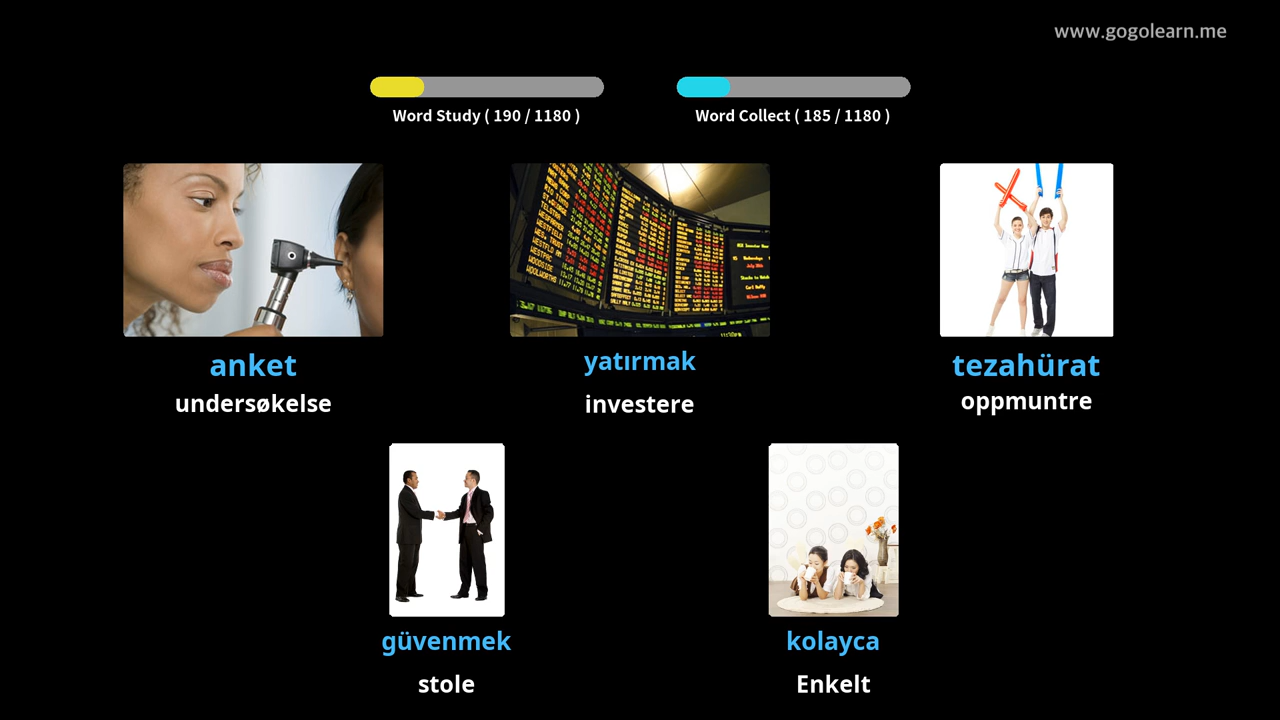 www.gogolearn.me
Word Study ( 190 / 1180 )
Word Collect ( 185 / 1180 )
anket
yatırmak
tezahürat
undersøkelse
investere
oppmuntre
güvenmek
kolayca
stole
Enkelt